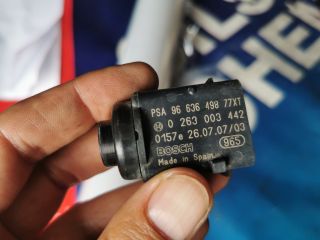 PSA 96 636 498 77XT
0 263 003 442
0157e 26.07.07/03
BOSCH 965
Made in Spain